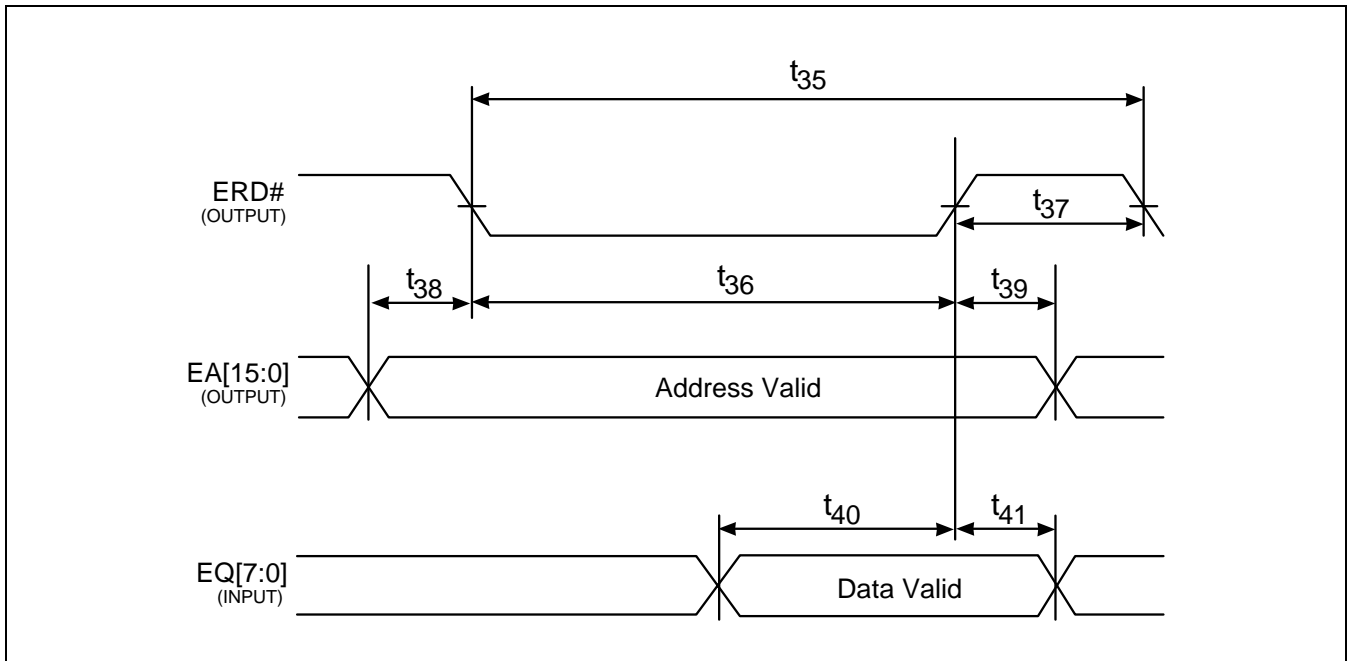 t35
ERD#
(OUTPUT)
t37
t38
t36
t39
EA[15:0]
(OUTPUT)
Address Valid
t40
t41
EQ[7:0]
(INPUT)
Data Valid